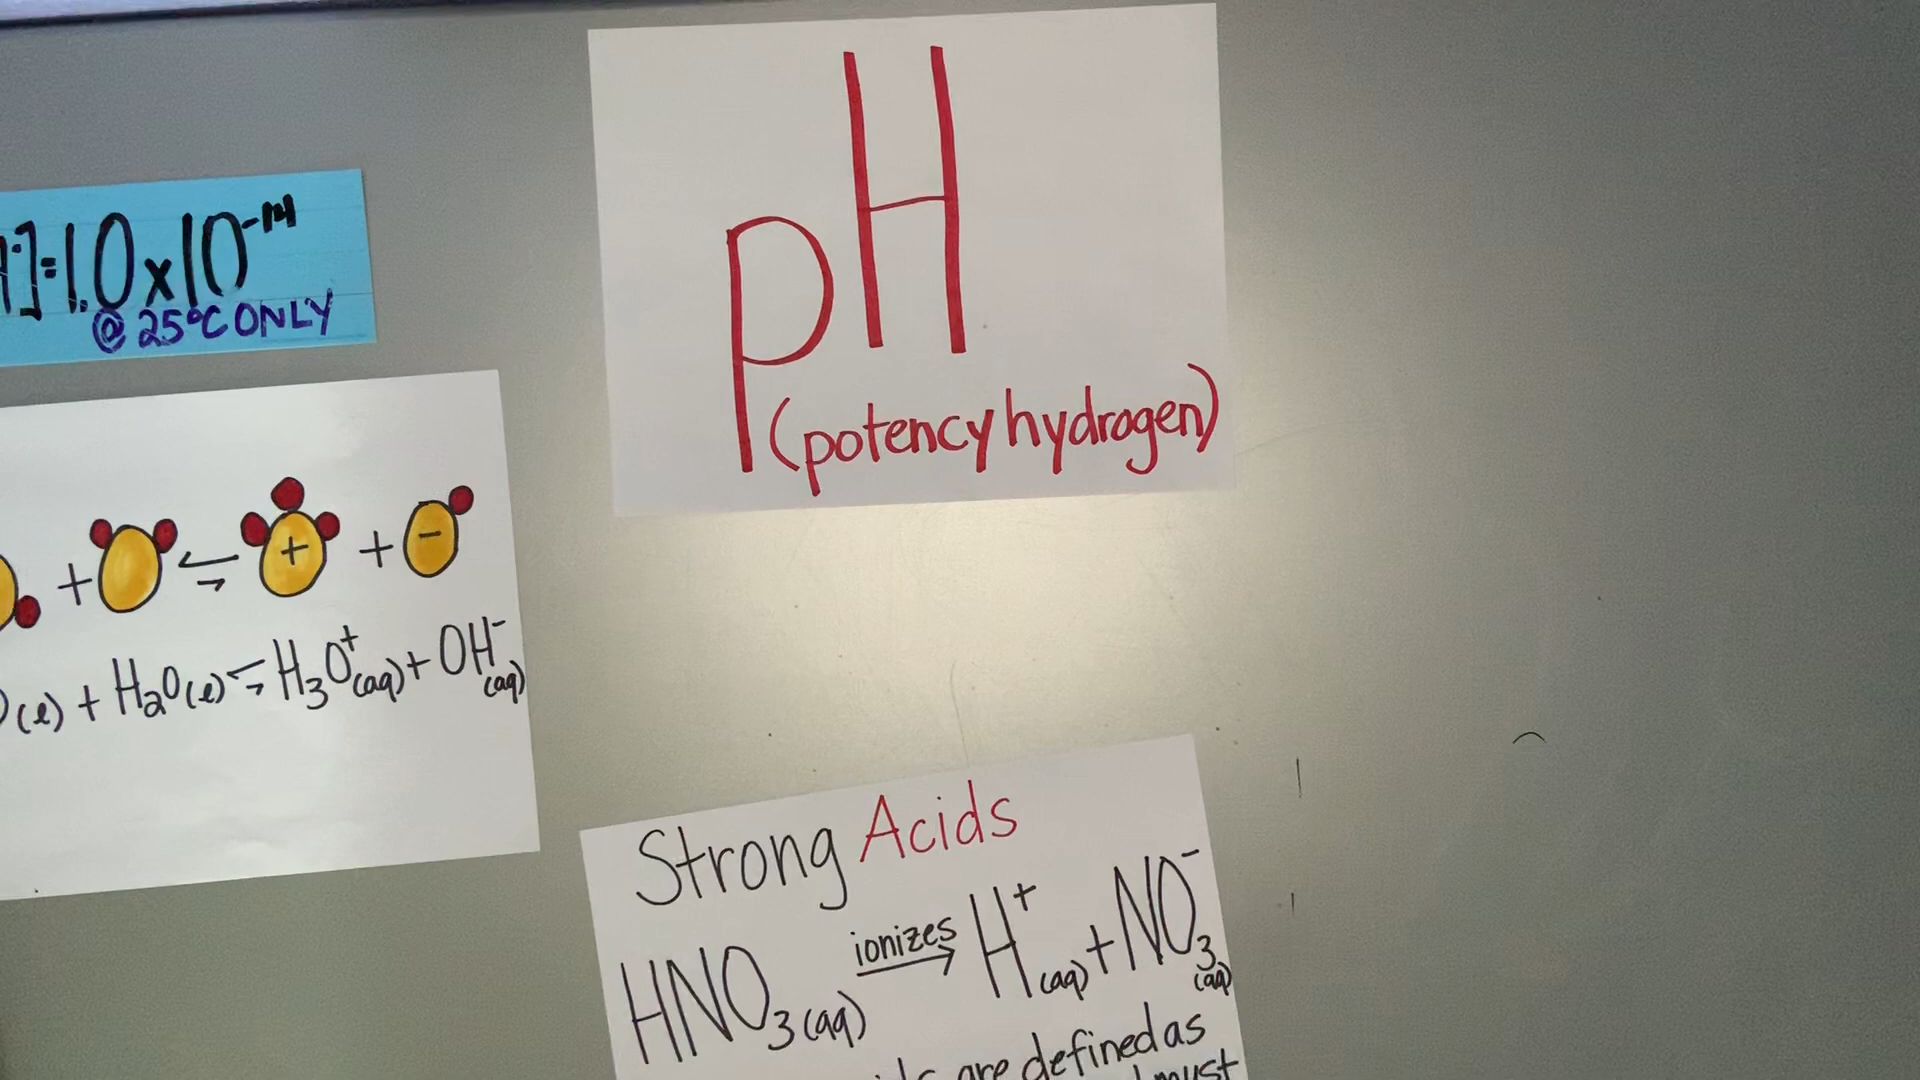 ]=1.0x10⁻¹⁴
@ 25°C ONLY
+ ⇌ + + -
(l) + H₂O(l) ⇌ H₃O⁺(aq) + OH⁻(aq)
pH
(potency hydrogen)
Strong Acids
HNO₃(aq) ionizes → H⁺(aq) + NO₃⁻(aq)
are defined as
must